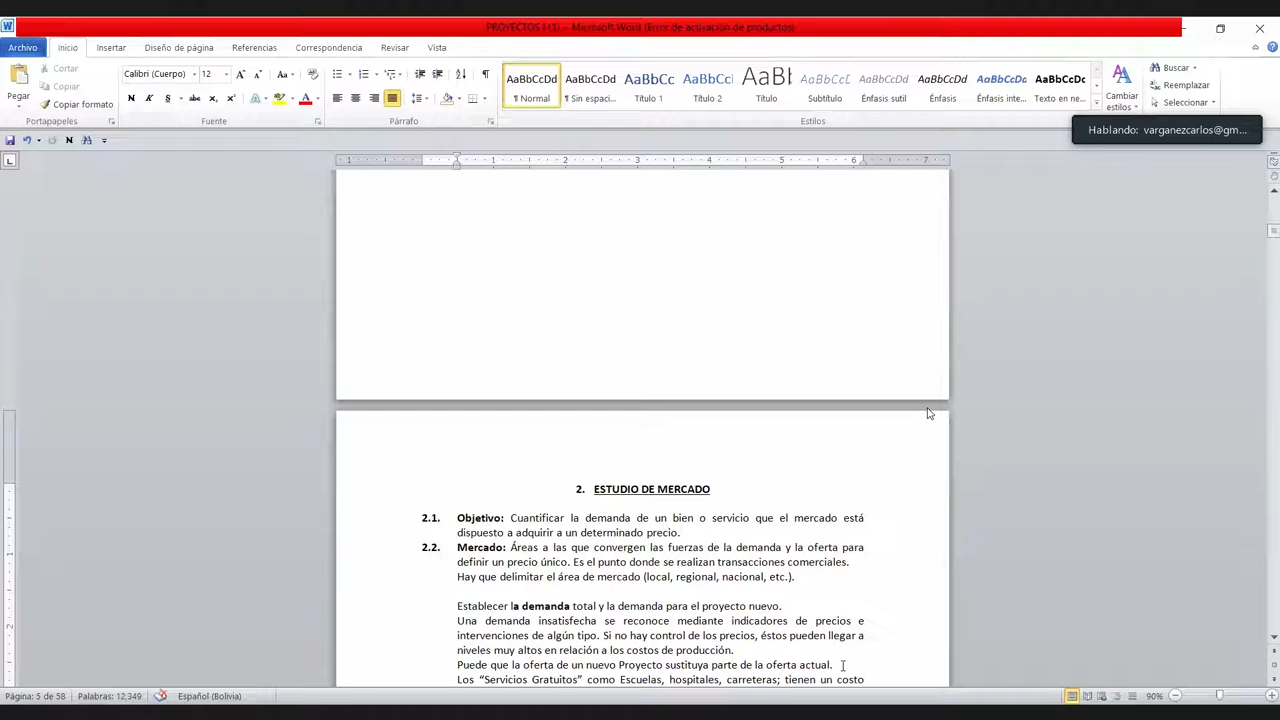 PROYECTOS I (1) - Microsoft Word (Error de activación de productos)
Archivo Inicio Insertar Diseño de página Referencias Correspondencia Revisar Vista
Pegar
Cortar
Copiar
Copiar formato
Portapapeles
Calibri (Cuerpo) 12
Fuente
Párrafo
AaBbCcDd AaBbCcDd AaBbCc AaBbCc AaBb AaBbCcDd AaBbCcDd AaBbCcDd AaBbCcDd AaBbCcDc
¶ Normal ¶ Sin espaci... Título 1 Título 2 Título Subtítulo Énfasis sutil Énfasis Énfasis inte... Texto en ne...
Estilos
Cambiar estilos
Buscar
Reemplazar
Seleccionar
Hablando: varganezcarlos@gm...
1 1 2 3 4 5 6 7
2. ESTUDIO DE MERCADO
2.1. Objetivo: Cuantificar la demanda de un bien o servicio que el mercado está
dispuesto a adquirir a un determinado precio.
2.2. Mercado: Áreas a las que convergen las fuerzas de la demanda y la oferta para
definir un precio único. Es el punto donde se realizan transacciones comerciales.
Hay que delimitar el área de mercado (local, regional, nacional, etc.).
Establecer la demanda total y la demanda para el proyecto nuevo.
Una demanda insatisfecha se reconoce mediante indicadores de precios e
intervenciones de algún tipo. Si no hay control de los precios, éstos pueden llegar a
niveles muy altos en relación a los costos de producción.
Puede que la oferta de un nuevo Proyecto sustituya parte de la oferta actual.
Los “Servicios Gratuitos” como Escuelas, hospitales, carreteras; tienen un costo
Página: 5 de 58 Palabras: 12,349 Español (Bolivia) 90%